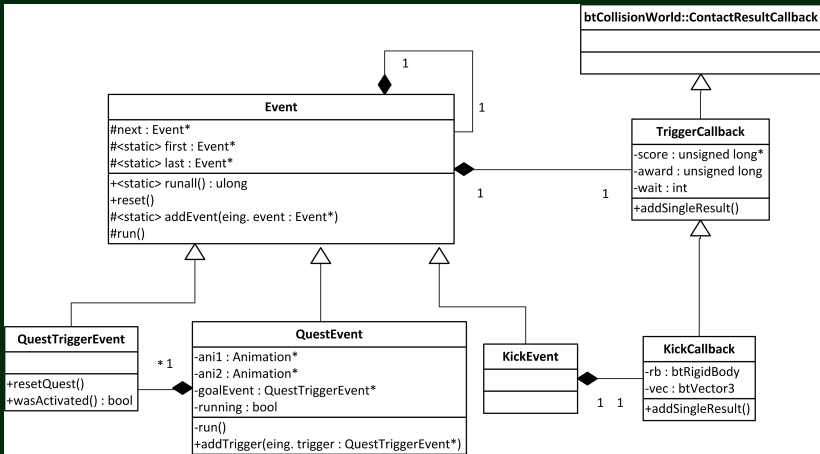 btCollisionWorld::ContactResultCallback
1
1
Event
#next : Event*
#<static> first : Event*
#<static> last : Event*
+<static> runall() : ulong
+reset()
#<static> addEvent(eing. event : Event*)
#run()
1
1
TriggerCallback
-score : unsigned long*
-award : unsigned long
-wait : int
+addSingleResult()
QuestTriggerEvent
+resetQuest()
+wasActivated() : bool
*
1
QuestEvent
-ani1 : Animation*
-ani2 : Animation*
-goalEvent : QuestTriggerEvent*
-running : bool
-run()
+addTrigger(eing. trigger : QuestTriggerEvent*)
KickEvent
1
1
KickCallback
-rb : btRigidBody
-vec : btVector3
+addSingleResult()